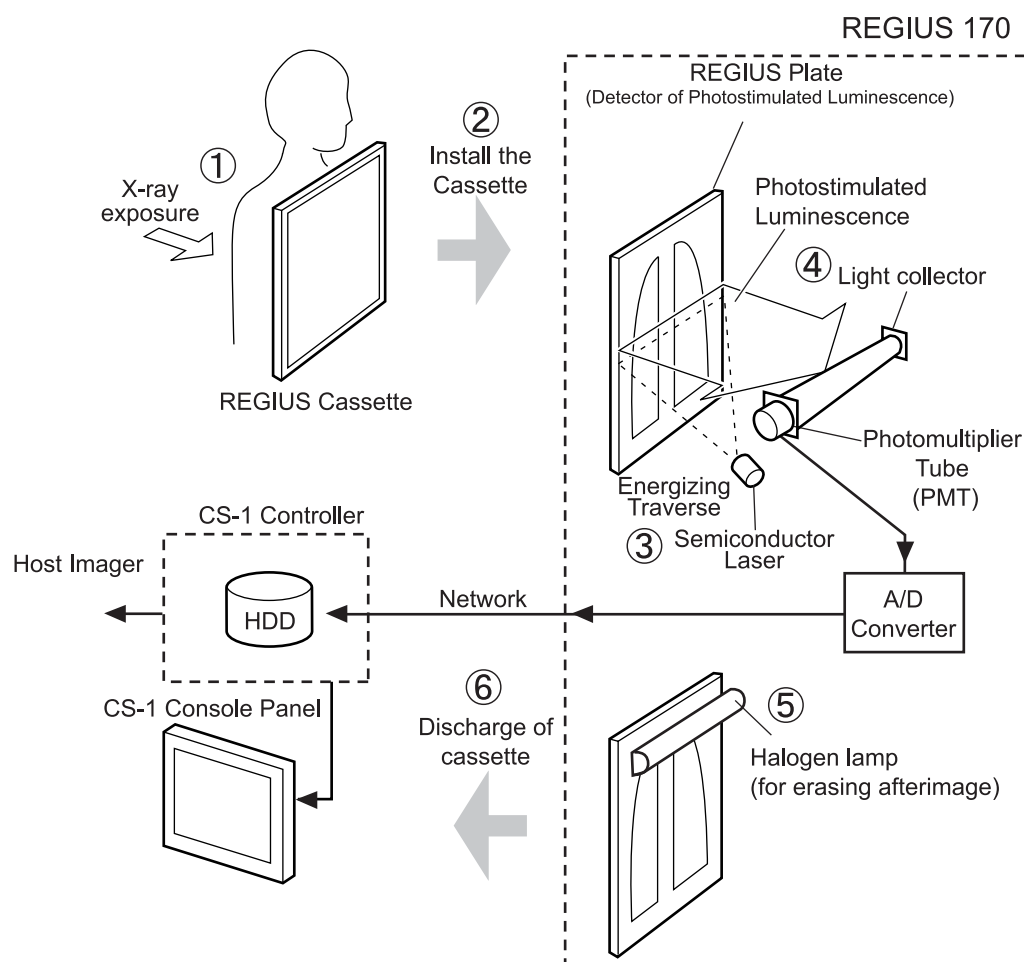 REGIUS 170
REGIUS Plate
(Detector of Photostimulated Luminescence)
①
X-ray
exposure
REGIUS Cassette
②
Install the
Cassette
Photostimulated
Luminescence
④
Light collector
Photomultiplier
Tube
(PMT)
Energizing
Traverse
③
Semiconductor
Laser
A/D
Converter
Network
CS-1 Controller
HDD
Host Imager
CS-1 Console Panel
⑤
Halogen lamp
(for erasing afterimage)
⑥
Discharge of
cassette